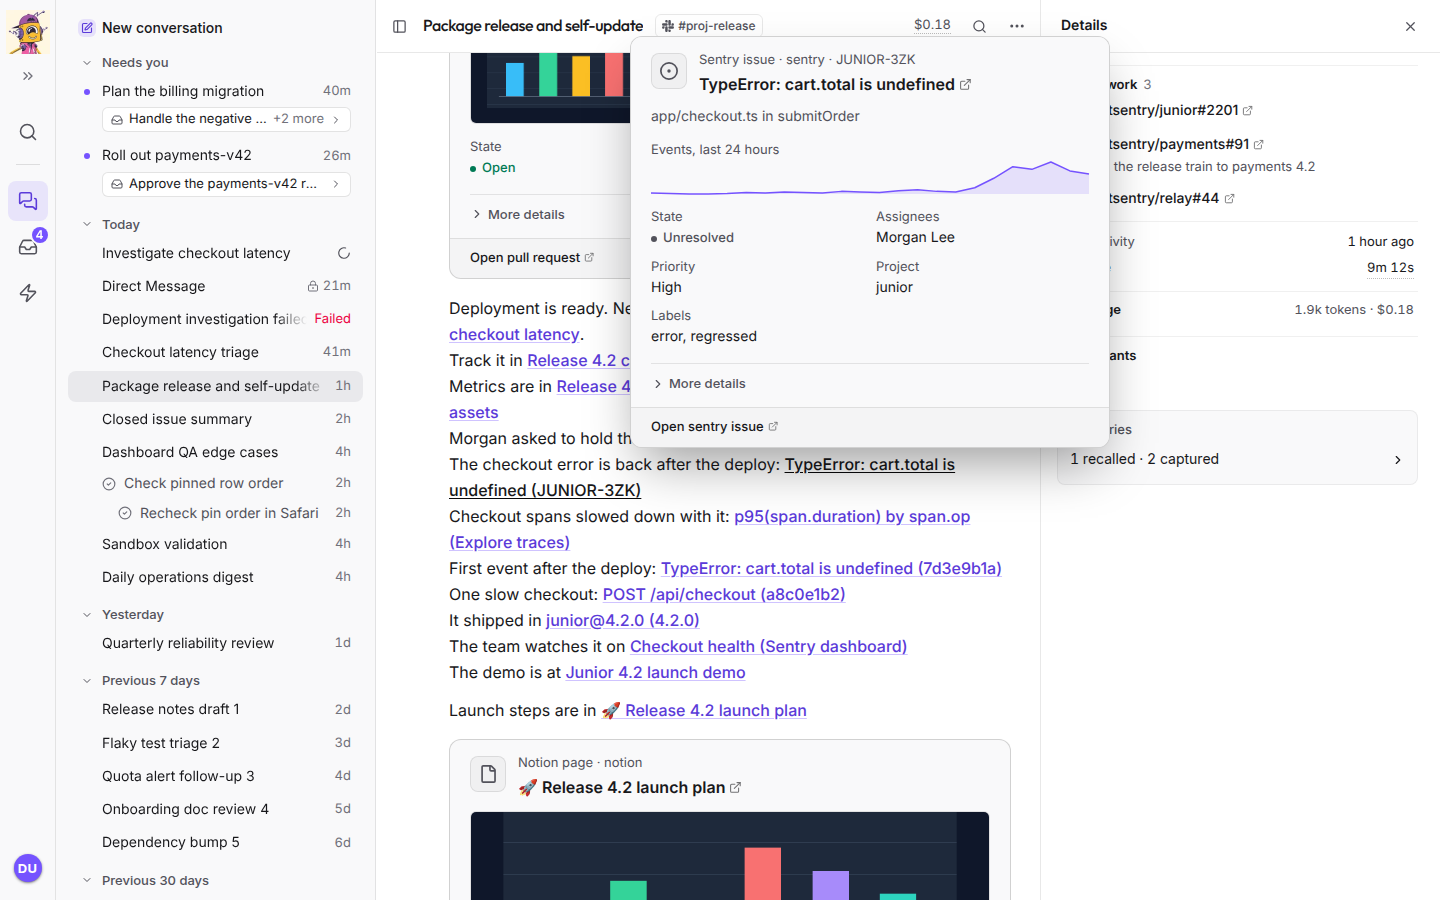 New conversation
Needs you
Plan the billing migration 40m
Handle the negative ... +2 more
Roll out payments-v42 26m
Approve the payments-v42 r...
Today
Investigate checkout latency
Direct Message 21m
Deployment investigation failed Failed
Checkout latency triage 41m
Package release and self-update 1h
Closed issue summary 2h
Dashboard QA edge cases 4h
Check pinned row order 2h
Recheck pin order in Safari 2h
Sandbox validation 4h
Daily operations digest 4h
Yesterday
Quarterly reliability review 1d
Previous 7 days
Release notes draft 1 2d
Flaky test triage 2 3d
Quota alert follow-up 3 4d
Onboarding doc review 4 5d
Dependency bump 5 6d
Previous 30 days
4
DU
Package release and self-update #proj-release $0.18
State
Open
More details
Open pull request
Deployment is ready. Ne
checkout latency.
Track it in Release 4.2 c
Metrics are in Release 4
assets
Morgan asked to hold th
The checkout error is back after the deploy: TypeError: cart.total is
undefined (JUNIOR-3ZK)
Checkout spans slowed down with it: p95(span.duration) by span.op
(Explore traces)
First event after the deploy: TypeError: cart.total is undefined (7d3e9b1a)
One slow checkout: POST /api/checkout (a8c0e1b2)
It shipped in junior@4.2.0 (4.2.0)
The team watches it on Checkout health (Sentry dashboard)
The demo is at Junior 4.2 launch demo
Launch steps are in 🚀 Release 4.2 launch plan
Notion page · notion
🚀 Release 4.2 launch plan
Sentry issue · sentry · JUNIOR-3ZK
TypeError: cart.total is undefined
app/checkout.ts in submitOrder
Events, last 24 hours
State Assignees
Unresolved Morgan Lee
Priority Project
High junior
Labels
error, regressed
More details
Open sentry issue
Details
work 3
tsentry/junior#2201
tsentry/payments#91
the release train to payments 4.2
tsentry/relay#44
ivity 1 hour ago
9m 12s
ge 1.9k tokens · $0.18
ants
ries
1 recalled · 2 captured